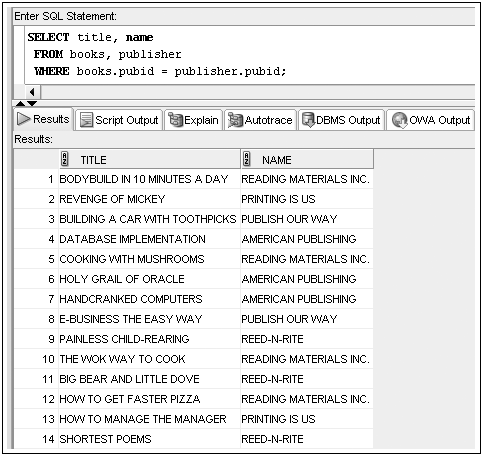 Enter SQL Statement:
SELECT title, name
FROM books, publisher
WHERE books.pubid = publisher.pubid;
Results Script Output Explain Autotrace DBMS Output OWA Output
Results:
TITLE NAME
1 BODYBUILD IN 10 MINUTES A DAY READING MATERIALS INC.
2 REVENGE OF MICKEY PRINTING IS US
3 BUILDING A CAR WITH TOOTHPICKS PUBLISH OUR WAY
4 DATABASE IMPLEMENTATION AMERICAN PUBLISHING
5 COOKING WITH MUSHROOMS READING MATERIALS INC.
6 HOLY GRAIL OF ORACLE AMERICAN PUBLISHING
7 HANDCRANKED COMPUTERS AMERICAN PUBLISHING
8 E-BUSINESS THE EASY WAY PUBLISH OUR WAY
9 PAINLESS CHILD-REARING REED-N-RITE
10 THE WOK WAY TO COOK READING MATERIALS INC.
11 BIG BEAR AND LITTLE DOVE REED-N-RITE
12 HOW TO GET FASTER PIZZA READING MATERIALS INC.
13 HOW TO MANAGE THE MANAGER PRINTING IS US
14 SHORTEST POEMS REED-N-RITE